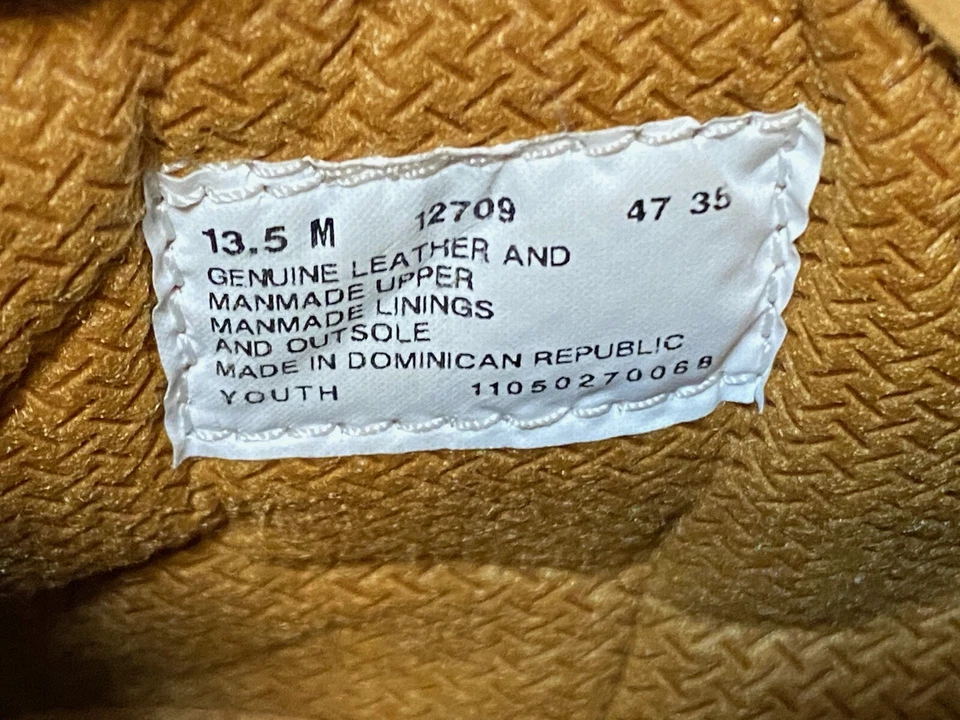 13.5 M 12709 47 35
GENUINE LEATHER AND
MANMADE UPPER
MANMADE LININGS
AND OUTSOLE
MADE IN DOMINICAN REPUBLIC
YOUTH 11050270068